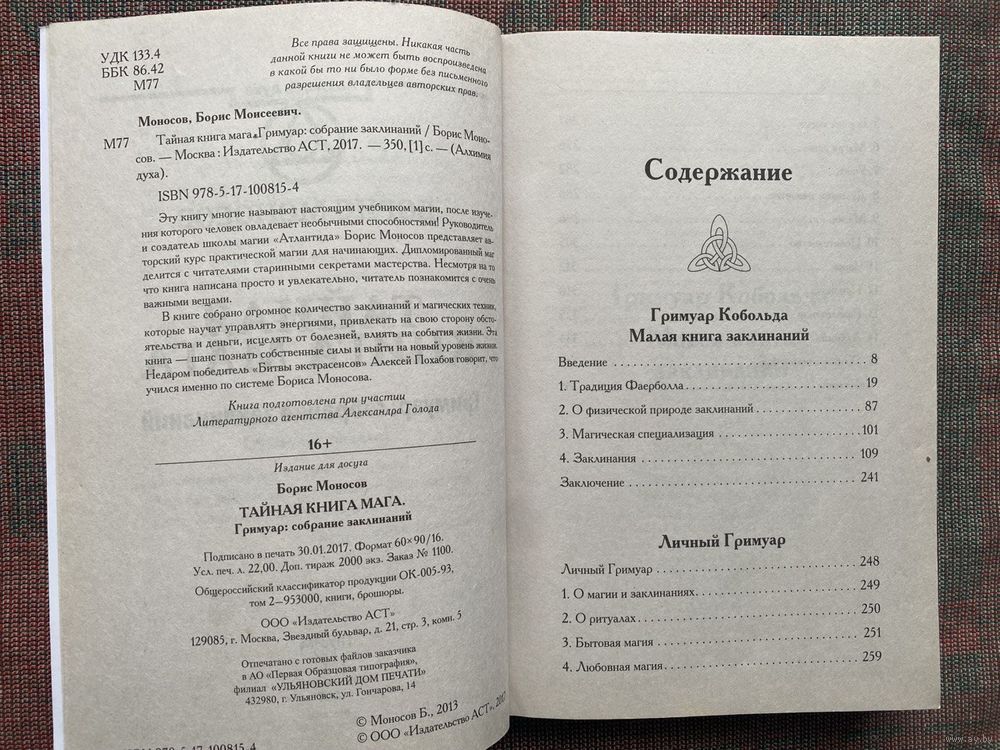 УДК 133.4
ББК 86.42
М77
Все права защищены. Никакая часть
данной книги не может быть воспроизведена
в какой бы то ни было форме без письменного
разрешения владельцев авторских прав.
Моносов, Борис Моисеевич.
М77
Тайная книга мага. Гримуар: собрание заклинаний / Борис Моно-
сов. — Москва : Издательство АСТ, 2017. — 350, [1] с. — (Алхимия
духа).
ISBN 978-5-17-100815-4
Эту книгу многие называют настоящим учебником магии, после изуче-
ния которого человек овладевает необычными способностями! Руководитель
и создатель школы магии «Атлантида» Борис Моносов представляет ав-
торский курс практической магии для начинающих. Дипломированный маг
делится с читателями старинными секретами мастерства. Несмотря на то
что книга написана просто и увлекательно, читатель познакомится с очень
важными вещами.
В книге собрано огромное количество заклинаний и магических техник,
которые научат управлять энергиями, привлекать на свою сторону обсто-
ятельства и деньги, исцелять от болезней, влиять на события жизни. Эта
книга — шанс познать собственные силы и выйти на новый уровень жизни.
Недаром победитель «Битвы экстрасенсов» Алексей Похабов говорит, что
учился именно по системе Бориса Моносова.
Книга подготовлена при участии
Литературного агентства Александра Голода
16+
Издание для досуга
Борис Моносов
ТАЙНАЯ КНИГА МАГА.
Гримуар: собрание заклинаний
Подписано в печать 30.01.2017. Формат 60×90/16.
Усл. печ. л. 22,00. Доп. тираж 2000 экз. Заказ № 1100.
Общероссийский классификатор продукции ОК-005-93,
том 2—953000, книги, брошюры.
ООО «Издательство АСТ»
129085, г. Москва, Звездный бульвар, д. 21, стр. 3, комн. 5
Отпечатано с готовых файлов заказчика
в АО «Первая Образцовая типография»,
филиал «УЛЬЯНОВСКИЙ ДОМ ПЕЧАТИ»
432980, г. Ульяновск, ул. Гончарова, 14
© Моносов Б., 2013
© ООО «Издательство АСТ», 2017
978-5-17-100815-4
Содержание
Гримуар Кобольда
Малая книга заклинаний
Введение . . . . . 8
1. Традиция Фаерболла . . . . . 19
2. О физической природе заклинаний . . . . . 87
3. Магическая специализация . . . . . 101
4. Заклинания . . . . . 109
Заключение . . . . . 241
Личный Гримуар
Личный Гримуар . . . . . 248
1. О магии и заклинаниях . . . . . 249
2. О ритуалах . . . . . 250
3. Бытовая магия . . . . . 251
4. Любовная магия . . . . . 259
www.ay.by